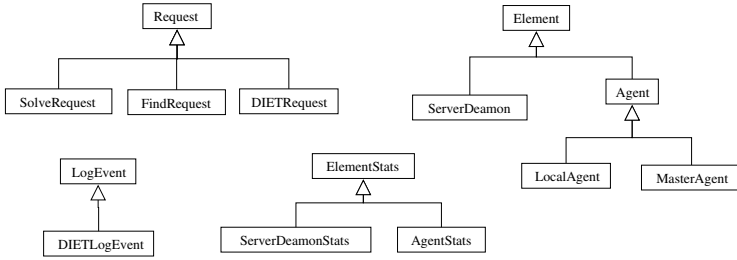 Request
Element
SolveRequest
FindRequest
DIETRequest
ServerDeamon
Agent
LogEvent
ElementStats
LocalAgent
MasterAgent
DIETLogEvent
ServerDeamonStats
AgentStats